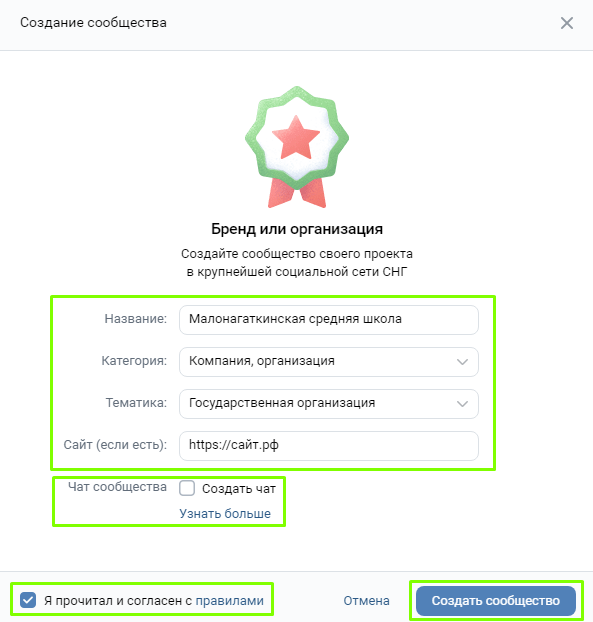 Создание сообщества
Бренд или организация
Создайте сообщество своего проекта
в крупнейшей социальной сети СНГ
Название: Малонагаткинская средняя школа
Категория: Компания, организация
Тематика: Государственная организация
Сайт (если есть): https://сайт.рф
Чат сообщества Создать чат
Узнать больше
Я прочитал и согласен с правилами Отмена Создать сообщество